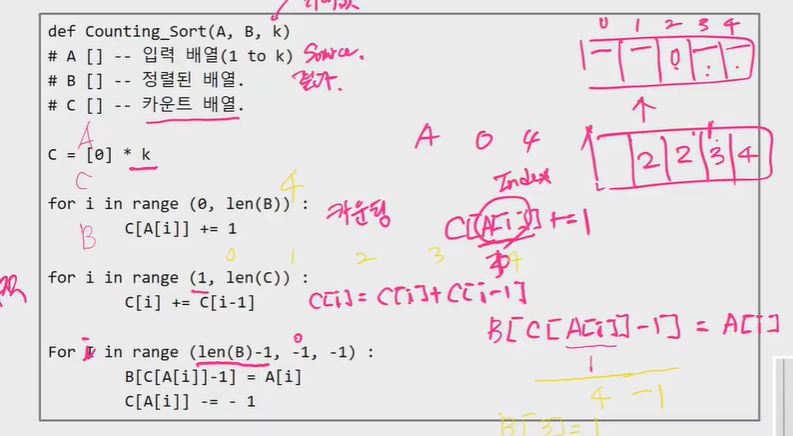 def Counting_Sort(A, B, k)
# A [] -- 입력 배열(1 to k) Source.
# B [] -- 정렬된 배열. 결과.
# C [] -- 카운트 배열.
0 1 2 3 4
0
2 2 3 4
A 0 4
A
C = [0] * k
C
Index
4
for i in range (0, len(B)) : 카운팅
C[A[i]] += 1 C[A[i]] += 1
B
0 1 2 3 4
for i in range (1, len(C)) :
C[i] += C[i-1] C[i] = C[i] + C[i-1]
B[C[A[i]]-1] = A[i]
1
0
For i in range (len(B)-1, -1, -1) :
B[C[A[i]]-1] = A[i]
4 -1
C[A[i]] -= - 1
B[3]=1